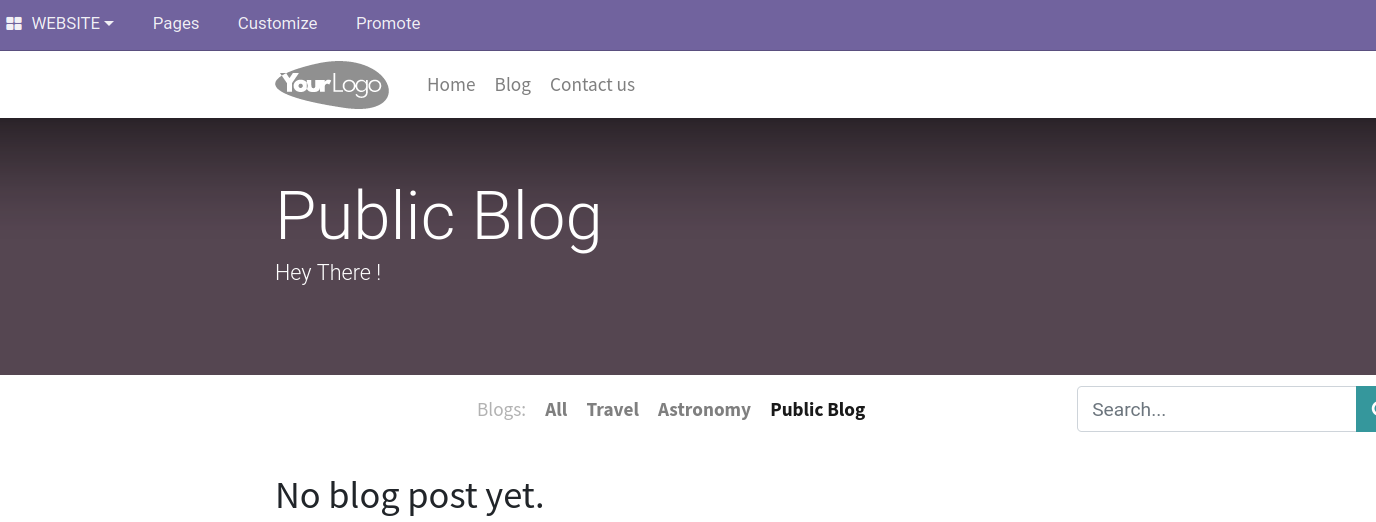 WEBSITE Pages Customize Promote
YourLogo Home Blog Contact us
Public Blog
Hey There !
Blogs: All Travel Astronomy Public Blog Search...
No blog post yet.